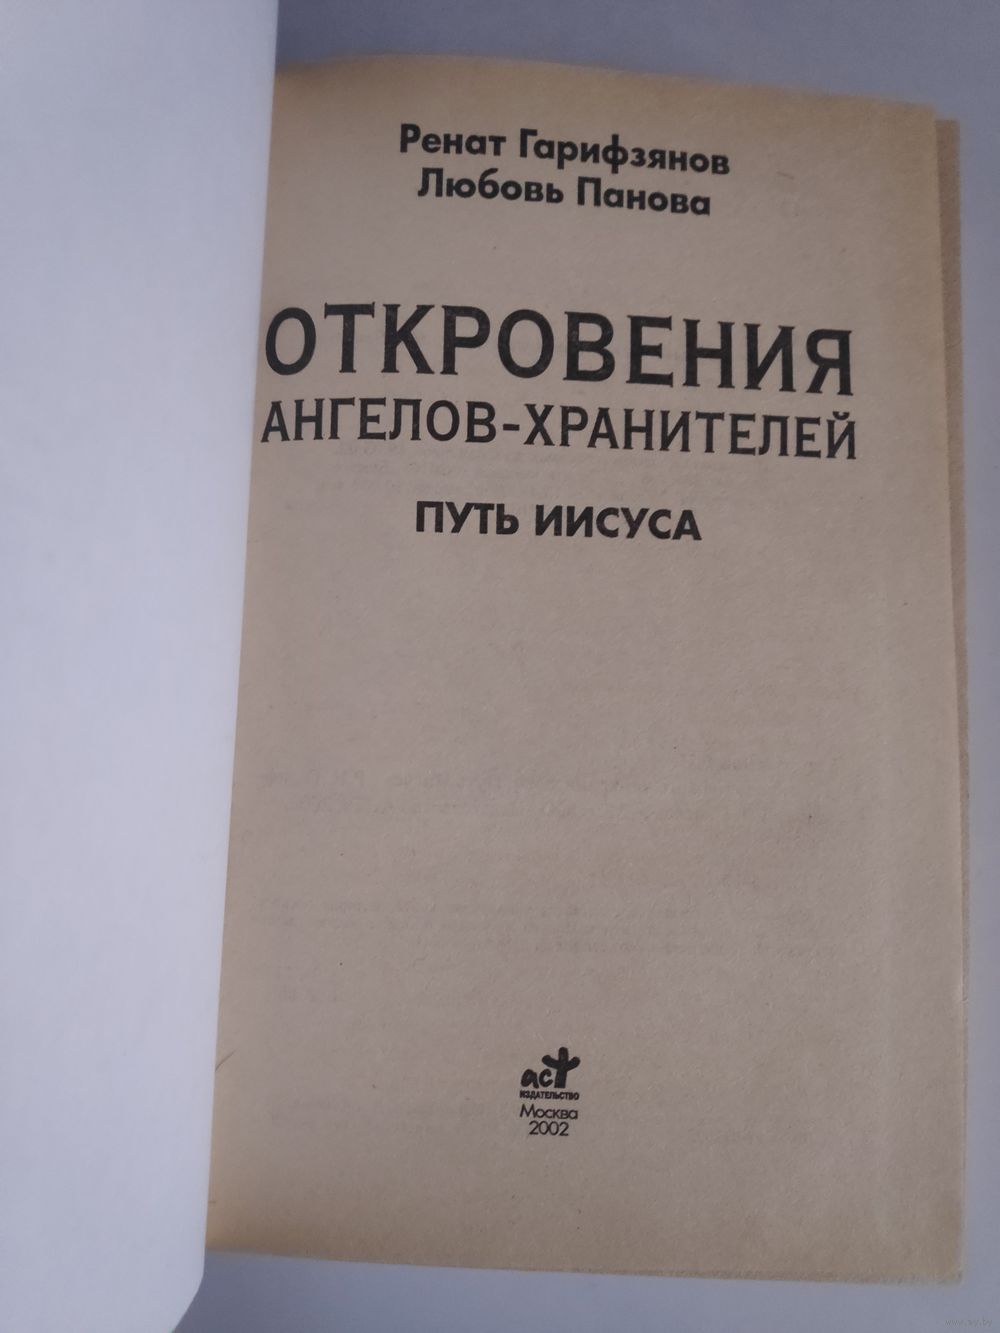 Ренат Гарифзянов
Любовь Панова
ОТКРОВЕНИЯ
АНГЕЛОВ-ХРАНИТЕЛЕЙ
ПУТЬ ИИСУСА
аст
ИЗДАТЕЛЬСТВО
Москва
2002